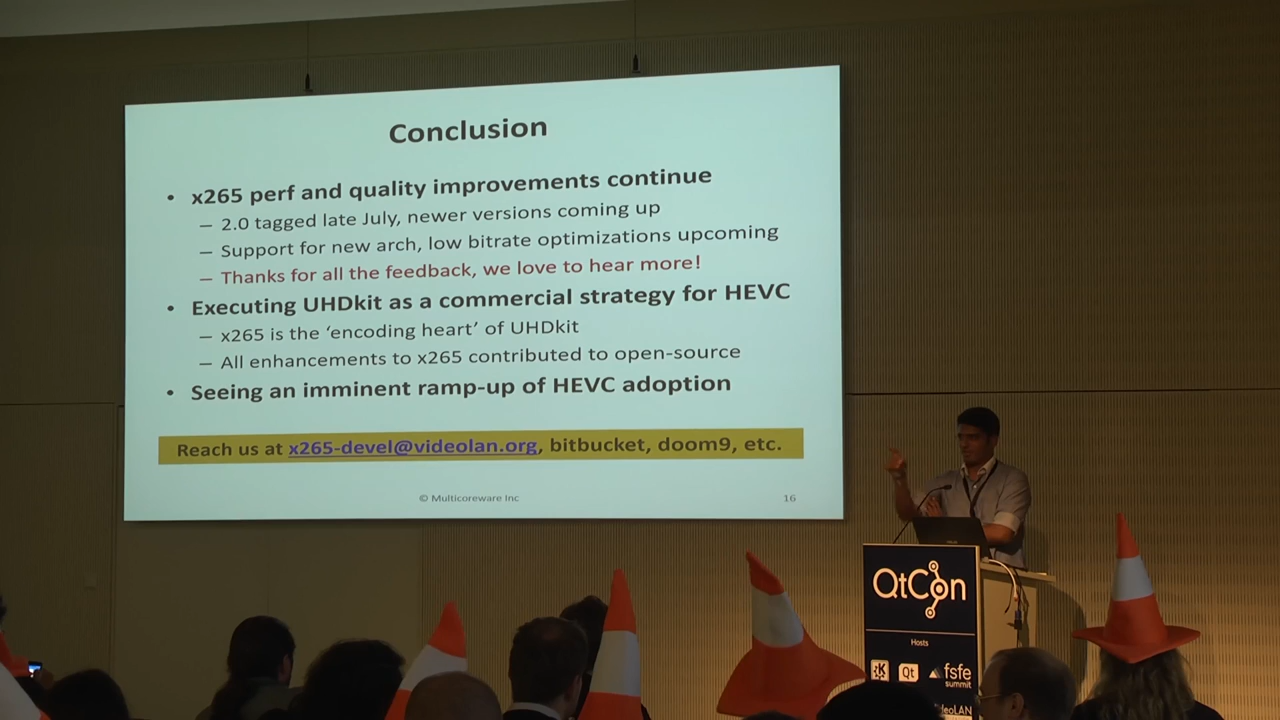 Conclusion
• x265 perf and quality improvements continue
– 2.0 tagged late July, newer versions coming up
– Support for new arch, low bitrate optimizations upcoming
– Thanks for all the feedback, we love to hear more!
• Executing UHDkit as a commercial strategy for HEVC
– x265 is the ‘encoding heart’ of UHDkit
– All enhancements to x265 contributed to open-source
• Seeing an imminent ramp-up of HEVC adoption
Reach us at x265-devel@videolan.org, bitbucket, doom9, etc.
© Multicoreware Inc
16
QtCon
Hosts
K
Qt
fsfe
summit
deoLAN